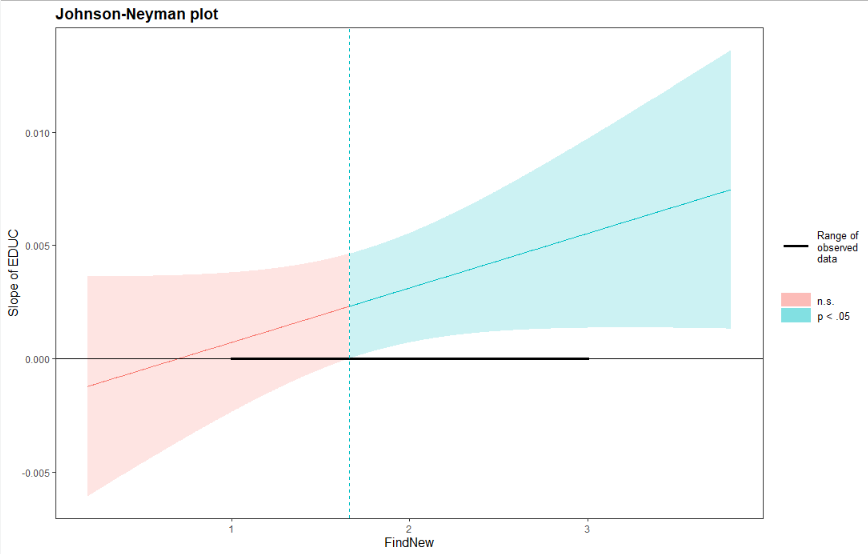 Johnson-Neyman plot
Slope of EDUC
0.010
0.005
0.000
-0.005
1
2
3
FindNew
Range of
observed
data
n.s.
p < .05